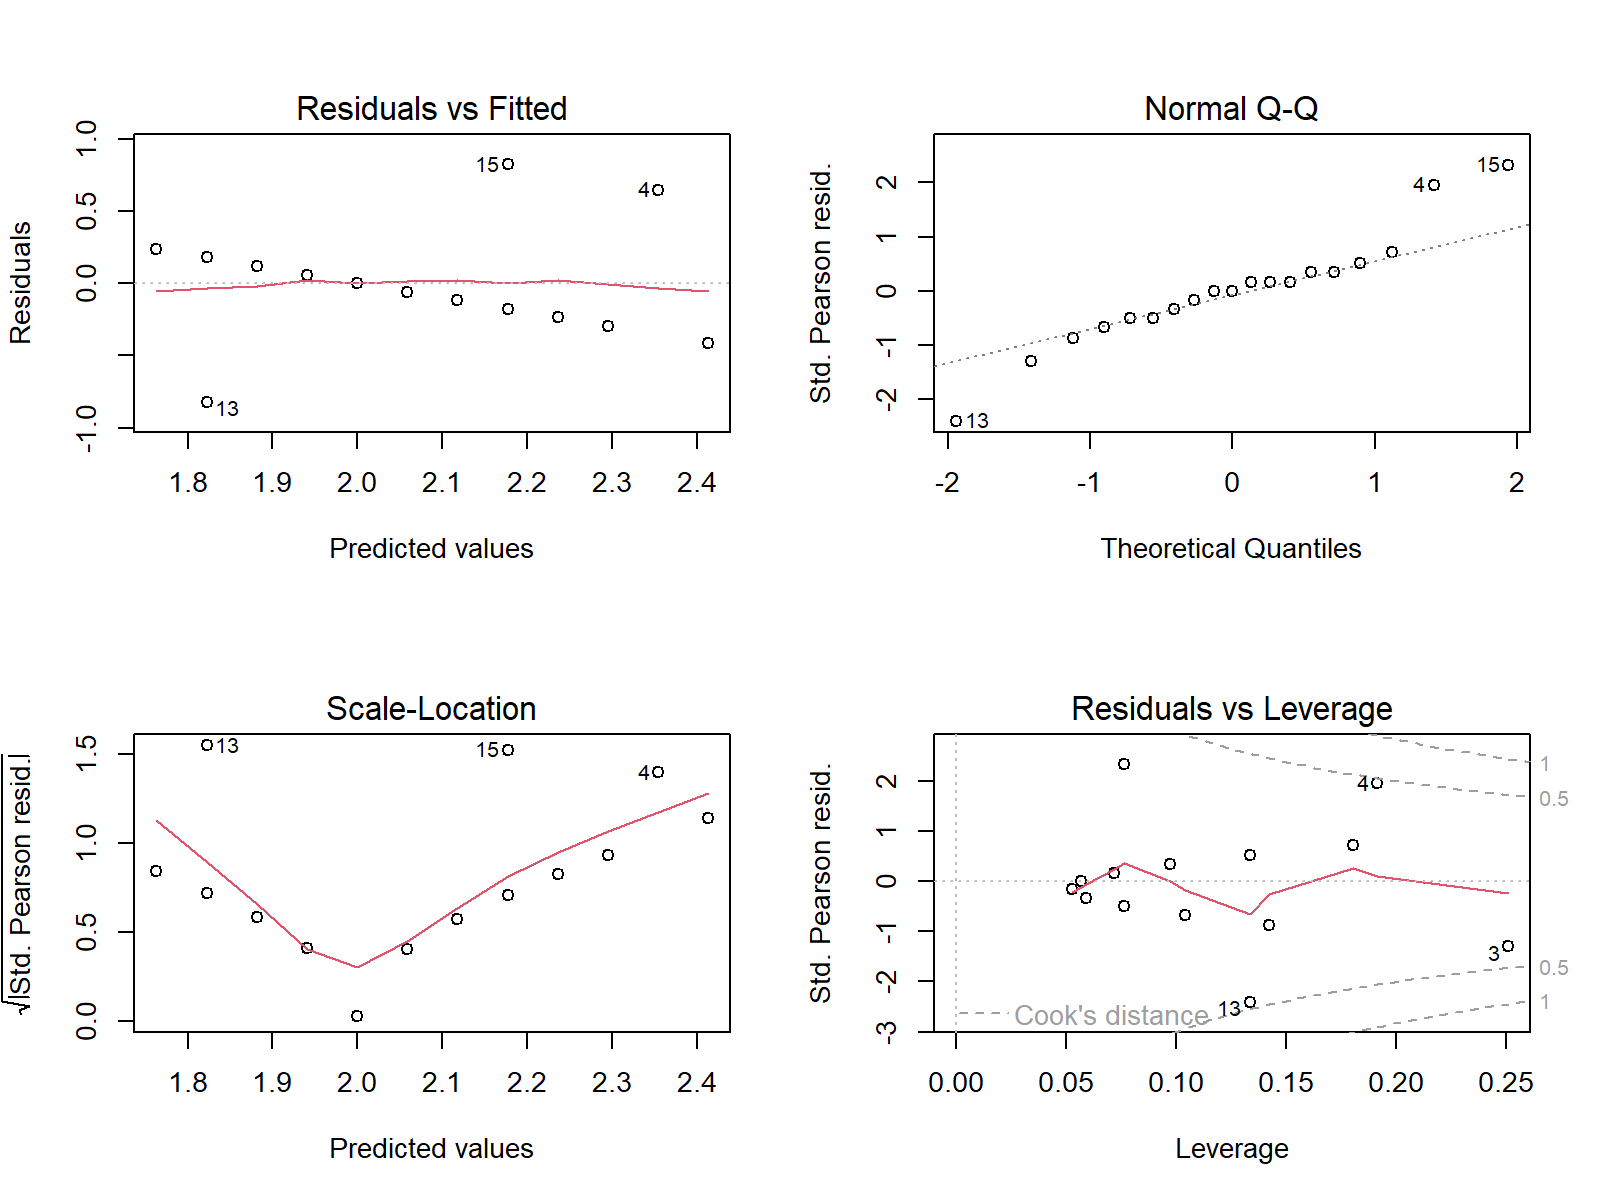 Residuals vs Fitted
Residuals
1.0
0.5
0.0
-1.0
15
4
13
1.8 1.9 2.0 2.1 2.2 2.3 2.4
Predicted values
Normal Q-Q
Std. Pearson resid.
2
1
0
-1
-2
4
15
13
-2 -1 0 1 2
Theoretical Quantiles
Scale-Location
√|Std. Pearson resid.|
1.5
1.0
0.5
0.0
13
15
4
1.8 1.9 2.0 2.1 2.2 2.3 2.4
Predicted values
Residuals vs Leverage
Std. Pearson resid.
2
1
0
-1
-2
-3
4
13
3
1
0.5
0.5
1
Cook's distance
0.00 0.05 0.10 0.15 0.20 0.25
Leverage